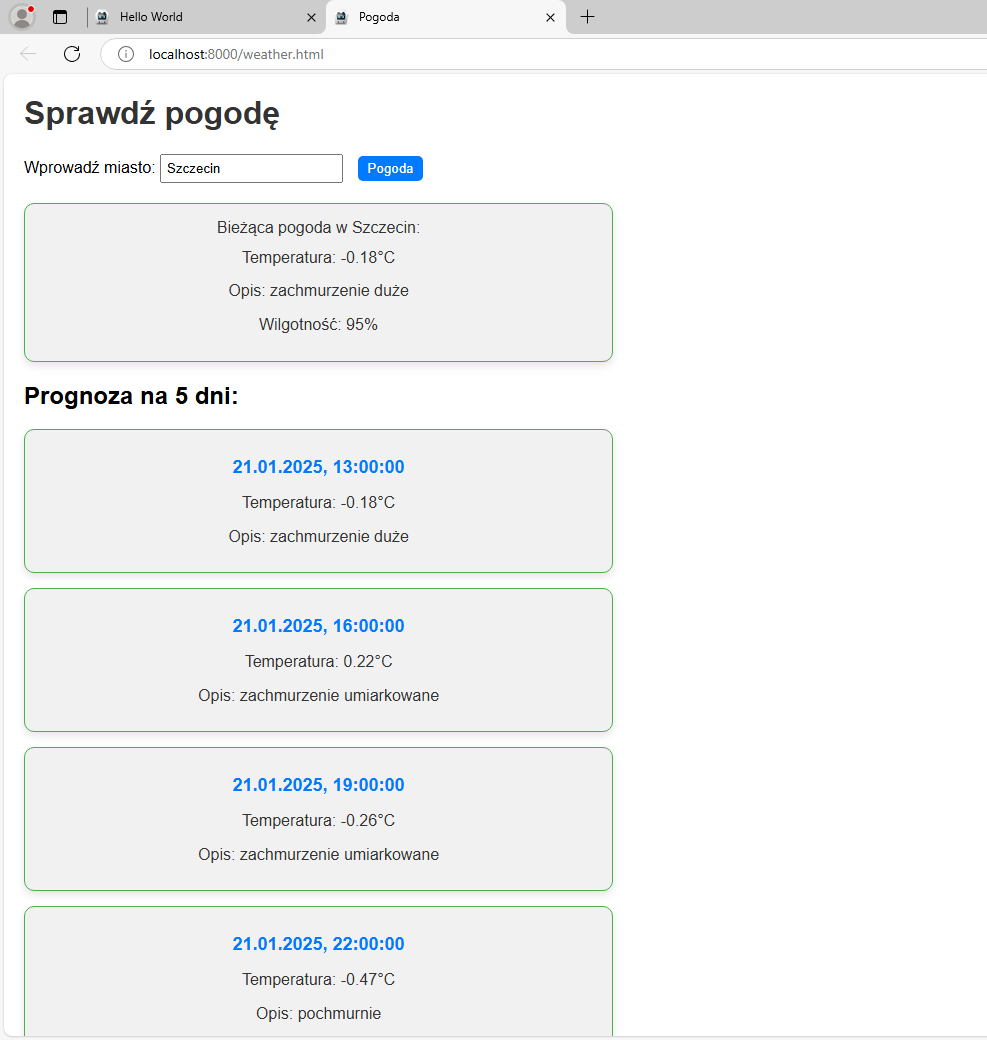 Hello World
Pogoda
localhost:8000/weather.html
Sprawdź pogodę
Wprowadź miasto: Szczecin Pogoda
Bieżąca pogoda w Szczecin:
Temperatura: -0.18°C
Opis: zachmurzenie duże
Wilgotność: 95%
Prognoza na 5 dni:
21.01.2025, 13:00:00
Temperatura: -0.18°C
Opis: zachmurzenie duże
21.01.2025, 16:00:00
Temperatura: 0.22°C
Opis: zachmurzenie umiarkowane
21.01.2025, 19:00:00
Temperatura: -0.26°C
Opis: zachmurzenie umiarkowane
21.01.2025, 22:00:00
Temperatura: -0.47°C
Opis: pochmurnie